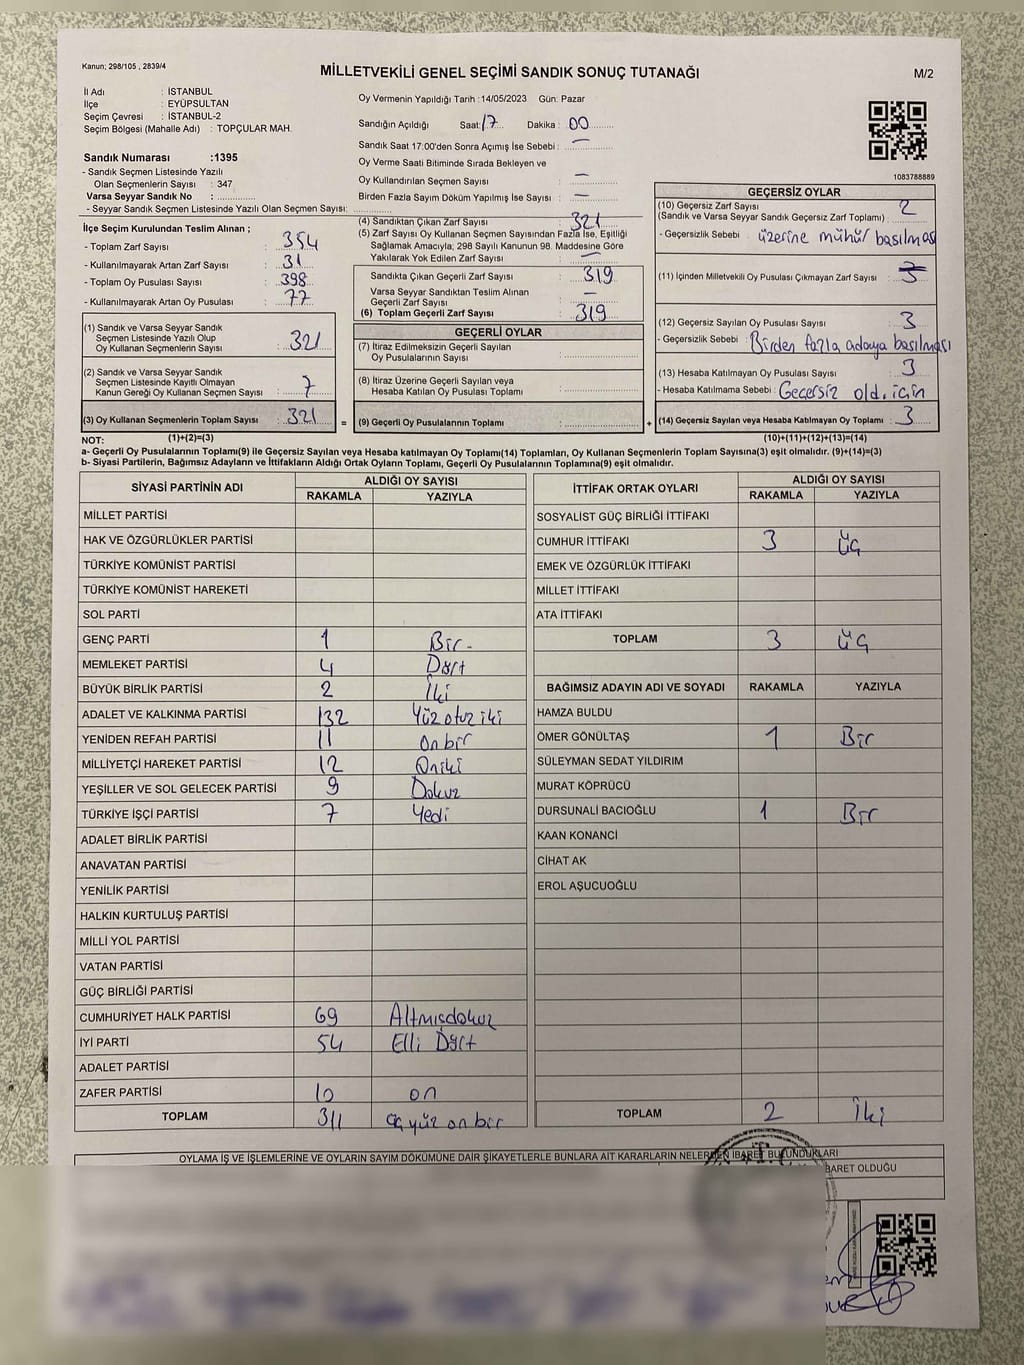 Kanun; 298/105 , 2839/4
MİLLETVEKİLİ GENEL SEÇİMİ SANDIK SONUÇ TUTANAĞI
M/2
İl Adı : İSTANBUL
İlçe : EYÜPSULTAN
Seçim Çevresi : İSTANBUL-2
Seçim Bölgesi (Mahalle Adı) : TOPÇULAR MAH.
Sandık Numarası :1395
- Sandık Seçmen Listesinde Yazılı
Olan Seçmenlerin Sayısı : 347
Varsa Seyyar Sandık No : ..................
- Seyyar Sandık Seçmen Listesinde Yazılı Olan Seçmen Sayısı: ..................
Oy Vermenin Yapıldığı Tarih :14/05/2023 Gün: Pazar
Sandığın Açıldığı Saat: 17 Dakika : 00
Sandık Saat 17:00'den Sonra Açılmış İse Sebebi : —
Oy Verme Saati Bitiminde Sırada Bekleyen ve
Oy Kullandırılan Seçmen Sayısı : —
Birden Fazla Sayım Döküm Yapılmış İse Sayısı : —
1083788889
İlçe Seçim Kurulundan Teslim Alınan ;
- Toplam Zarf Sayısı : 354
- Kullanılmayarak Artan Zarf Sayısı : 31
- Toplam Oy Pusulası Sayısı : 398
- Kullanılmayarak Artan Oy Pusulası : 77
(1) Sandık ve Varsa Seyyar Sandık
Seçmen Listesinde Yazılı Olup
Oy Kullanan Seçmenlerin Sayısı : 321
(2) Sandık ve Varsa Seyyar Sandık
Seçmen Listesinde Kayıtlı Olmayan
Kanun Gereği Oy Kullanan Seçmen Sayısı : 7
(3) Oy Kullanan Seçmenlerin Toplam Sayısı : 321
(4) Sandıktan Çıkan Zarf Sayısı : 321
(5) Zarf Sayısı Oy Kullanan Seçmen Sayısından Fazla İse, Eşitliği
Sağlamak Amacıyla; 298 Sayılı Kanunun 98. Maddesine Göre
Yakılarak Yok Edilen Zarf Sayısı : —
Sandıkta Çıkan Geçerli Zarf Sayısı : 319
Varsa Seyyar Sandıktan Teslim Alınan
Geçerli Zarf Sayısı : —
(6) Toplam Geçerli Zarf Sayısı : 319
GEÇERLİ OYLAR
(7) İtiraz Edilmeksizin Geçerli Sayılan
Oy Pusulalarının Sayısı :
(8) İtiraz Üzerine Geçerli Sayılan veya
Hesaba Katılan Oy Pusulaları Toplamı :
= (9) Geçerli Oy Pusulalarının Toplamı : +
GEÇERSİZ OYLAR
(10) Geçersiz Zarf Sayısı
(Sandık ve Varsa Seyyar Sandık Geçersiz Zarf Toplamı) : 2
- Geçersizlik Sebebi : üzerine mühür basılması
(11) İçinden Milletvekili Oy Pusulası Çıkmayan Zarf Sayısı :
(12) Geçersiz Sayılan Oy Pusulası Sayısı : 3
- Geçersizlik Sebebi : Birden fazla adaya basılması
(13) Hesaba Katılmayan Oy Pusulası Sayısı : 3
- Hesaba Katılmama Sebebi : Geçersiz old. için
(14) Geçersiz Sayılan veya Hesaba Katılmayan Oy Toplamı : 3
NOT: (1)+(2)=(3) (10)+(11)+(12)+(13)=(14)
a- Geçerli Oy Pusulalarının Toplamı(9) ile Geçersiz Sayılan veya Hesaba katılmayan Oy Toplamı(14) Toplamları, Oy Kullanan Seçmenlerin Toplam Sayısına(3) eşit olmalıdır. (9)+(14)=(3)
b- Siyasi Partilerin, Bağımsız Adayların ve İttifakların Aldığı Ortak Oyların Toplamı, Geçerli Oy Pusulalarının Toplamına(9) eşit olmalıdır.
SİYASİ PARTİNİN ADI ALDIĞI OY SAYISI
RAKAMLA YAZIYLA
MİLLET PARTİSİ
HAK VE ÖZGÜRLÜKLER PARTİSİ
TÜRKİYE KOMÜNİST PARTİSİ
TÜRKİYE KOMÜNİST HAREKETİ
SOL PARTİ
GENÇ PARTİ 1 Bir
MEMLEKET PARTİSİ 4 Dört
BÜYÜK BİRLİK PARTİSİ 2 İki
ADALET VE KALKINMA PARTİSİ 132 Yüz otuz iki
YENİDEN REFAH PARTİSİ 11 Onbir
MİLLİYETÇİ HAREKET PARTİSİ 12 Oniki
YEŞİLLER VE SOL GELECEK PARTİSİ 9 Dokuz
TÜRKİYE İŞÇİ PARTİSİ 7 Yedi
ADALET BİRLİK PARTİSİ
ANAVATAN PARTİSİ
YENİLİK PARTİSİ
HALKIN KURTULUŞ PARTİSİ
MİLLİ YOL PARTİSİ
VATAN PARTİSİ
GÜÇ BİRLİĞİ PARTİSİ
CUMHURİYET HALK PARTİSİ 69 Altmışdokuz
İYİ PARTİ 54 Elli Dört
ADALET PARTİSİ
ZAFER PARTİSİ 10 on
TOPLAM 311 üçyüz onbir
İTTİFAK ORTAK OYLARI ALDIĞI OY SAYISI
RAKAMLA YAZIYLA
SOSYALİST GÜÇ BİRLİĞİ İTTİFAKI
CUMHUR İTTİFAKI 3 Üç
EMEK VE ÖZGÜRLÜK İTTİFAKI
MİLLET İTTİFAKI
ATA İTTİFAKI
TOPLAM 3 Üç
BAĞIMSIZ ADAYIN ADI VE SOYADI RAKAMLA YAZIYLA
HAMZA BULDU
ÖMER GÖNÜLTAŞ 1 Bir
SÜLEYMAN SEDAT YILDIRIM
MURAT KÖPRÜCÜ
DURSUNALİ BACIOĞLU 1 Bir
KAAN KONANCİ
CİHAT AK
EROL AŞUCUOĞLU
TOPLAM 2 İki
OYLAMA İŞ VE İŞLEMLERİNE VE OYLARIN SAYIM DÖKÜMÜNE DAİR ŞİKAYETLERLE BUNLARA AİT KARARLARIN NELERDEN İBARET BULUNDUKLARI
BARET OLDUĞU
T.C.